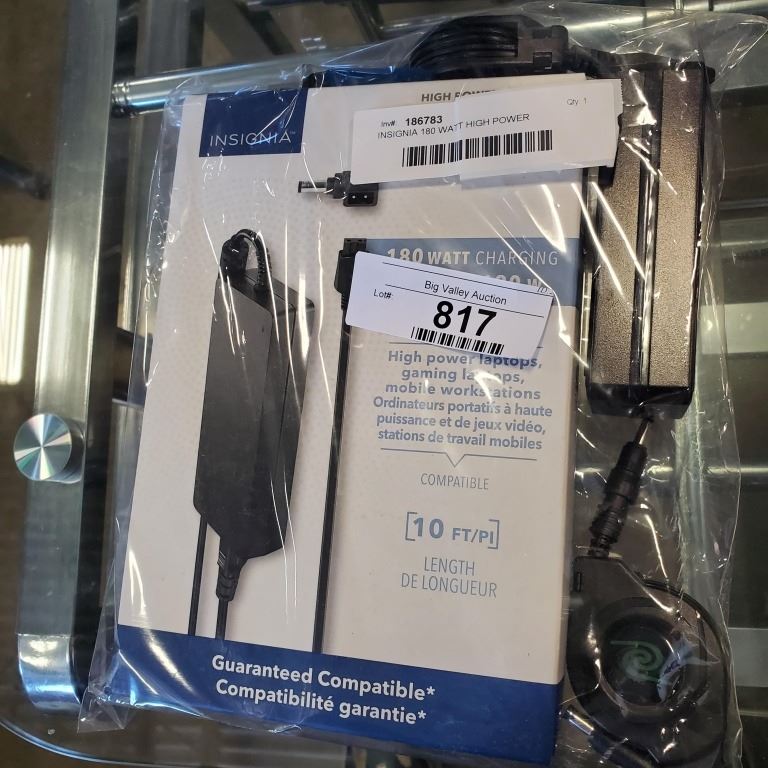 INSIGNIA™
HIGH POWER
Inv#: 186783
Qty 1
INSIGNIA 180 WATT HIGH POWER
180 WATT CHARGING
Big Valley Auction
Lot#:
817
High power laptops,
gaming laptops,
mobile workstations
Ordinateurs portatifs à haute
puissance et de jeux vidéo,
stations de travail mobiles
COMPATIBLE
[10 FT/PI]
LENGTH
DE LONGUEUR
Guaranteed Compatible*
Compatibilité garantie*